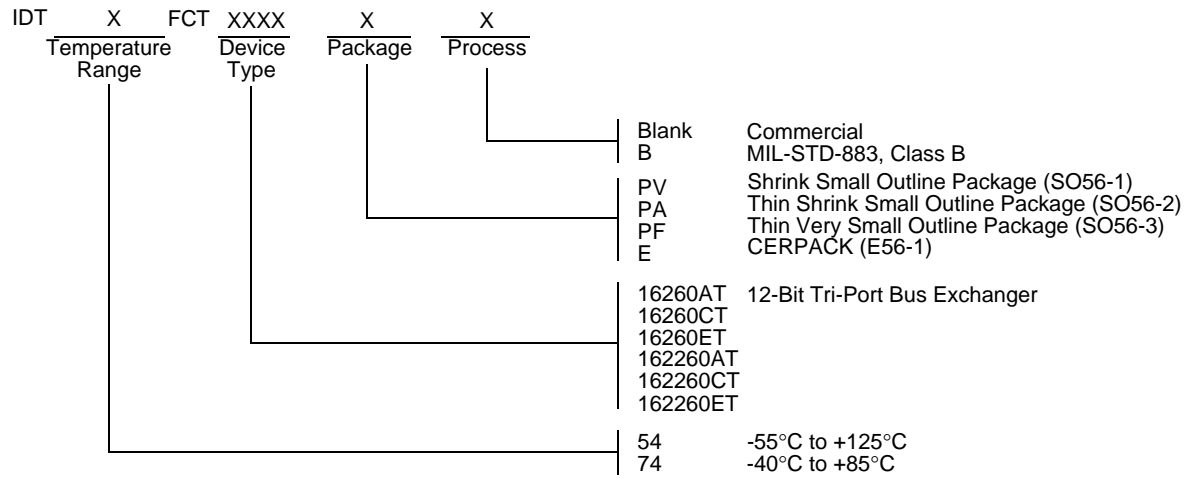 IDT X FCT XXXX X X
Temperature Device Package Process
Range Type
Blank Commercial
B MIL-STD-883, Class B
PV Shrink Small Outline Package (SO56-1)
PA Thin Shrink Small Outline Package (SO56-2)
PF Thin Very Small Outline Package (SO56-3)
E CERPACK (E56-1)
16260AT 12-Bit Tri-Port Bus Exchanger
16260CT
16260ET
162260AT
162260CT
162260ET
54 -55°C to +125°C
74 -40°C to +85°C